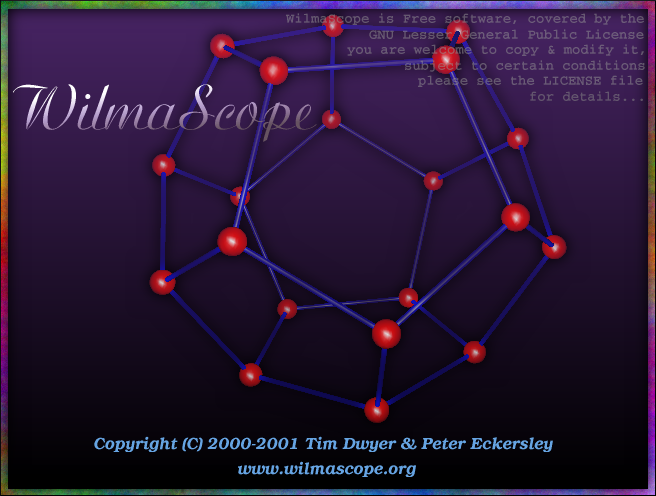 WilmaScope is Free software, covered by the
GNU Lesser General Public License
you are welcome to copy & modify it,
subject to certain conditions
please see the LICENSE file
for details...
WilmaScope
Copyright (C) 2000-2001 Tim Dwyer & Peter Eckersley
www.wilmascope.org